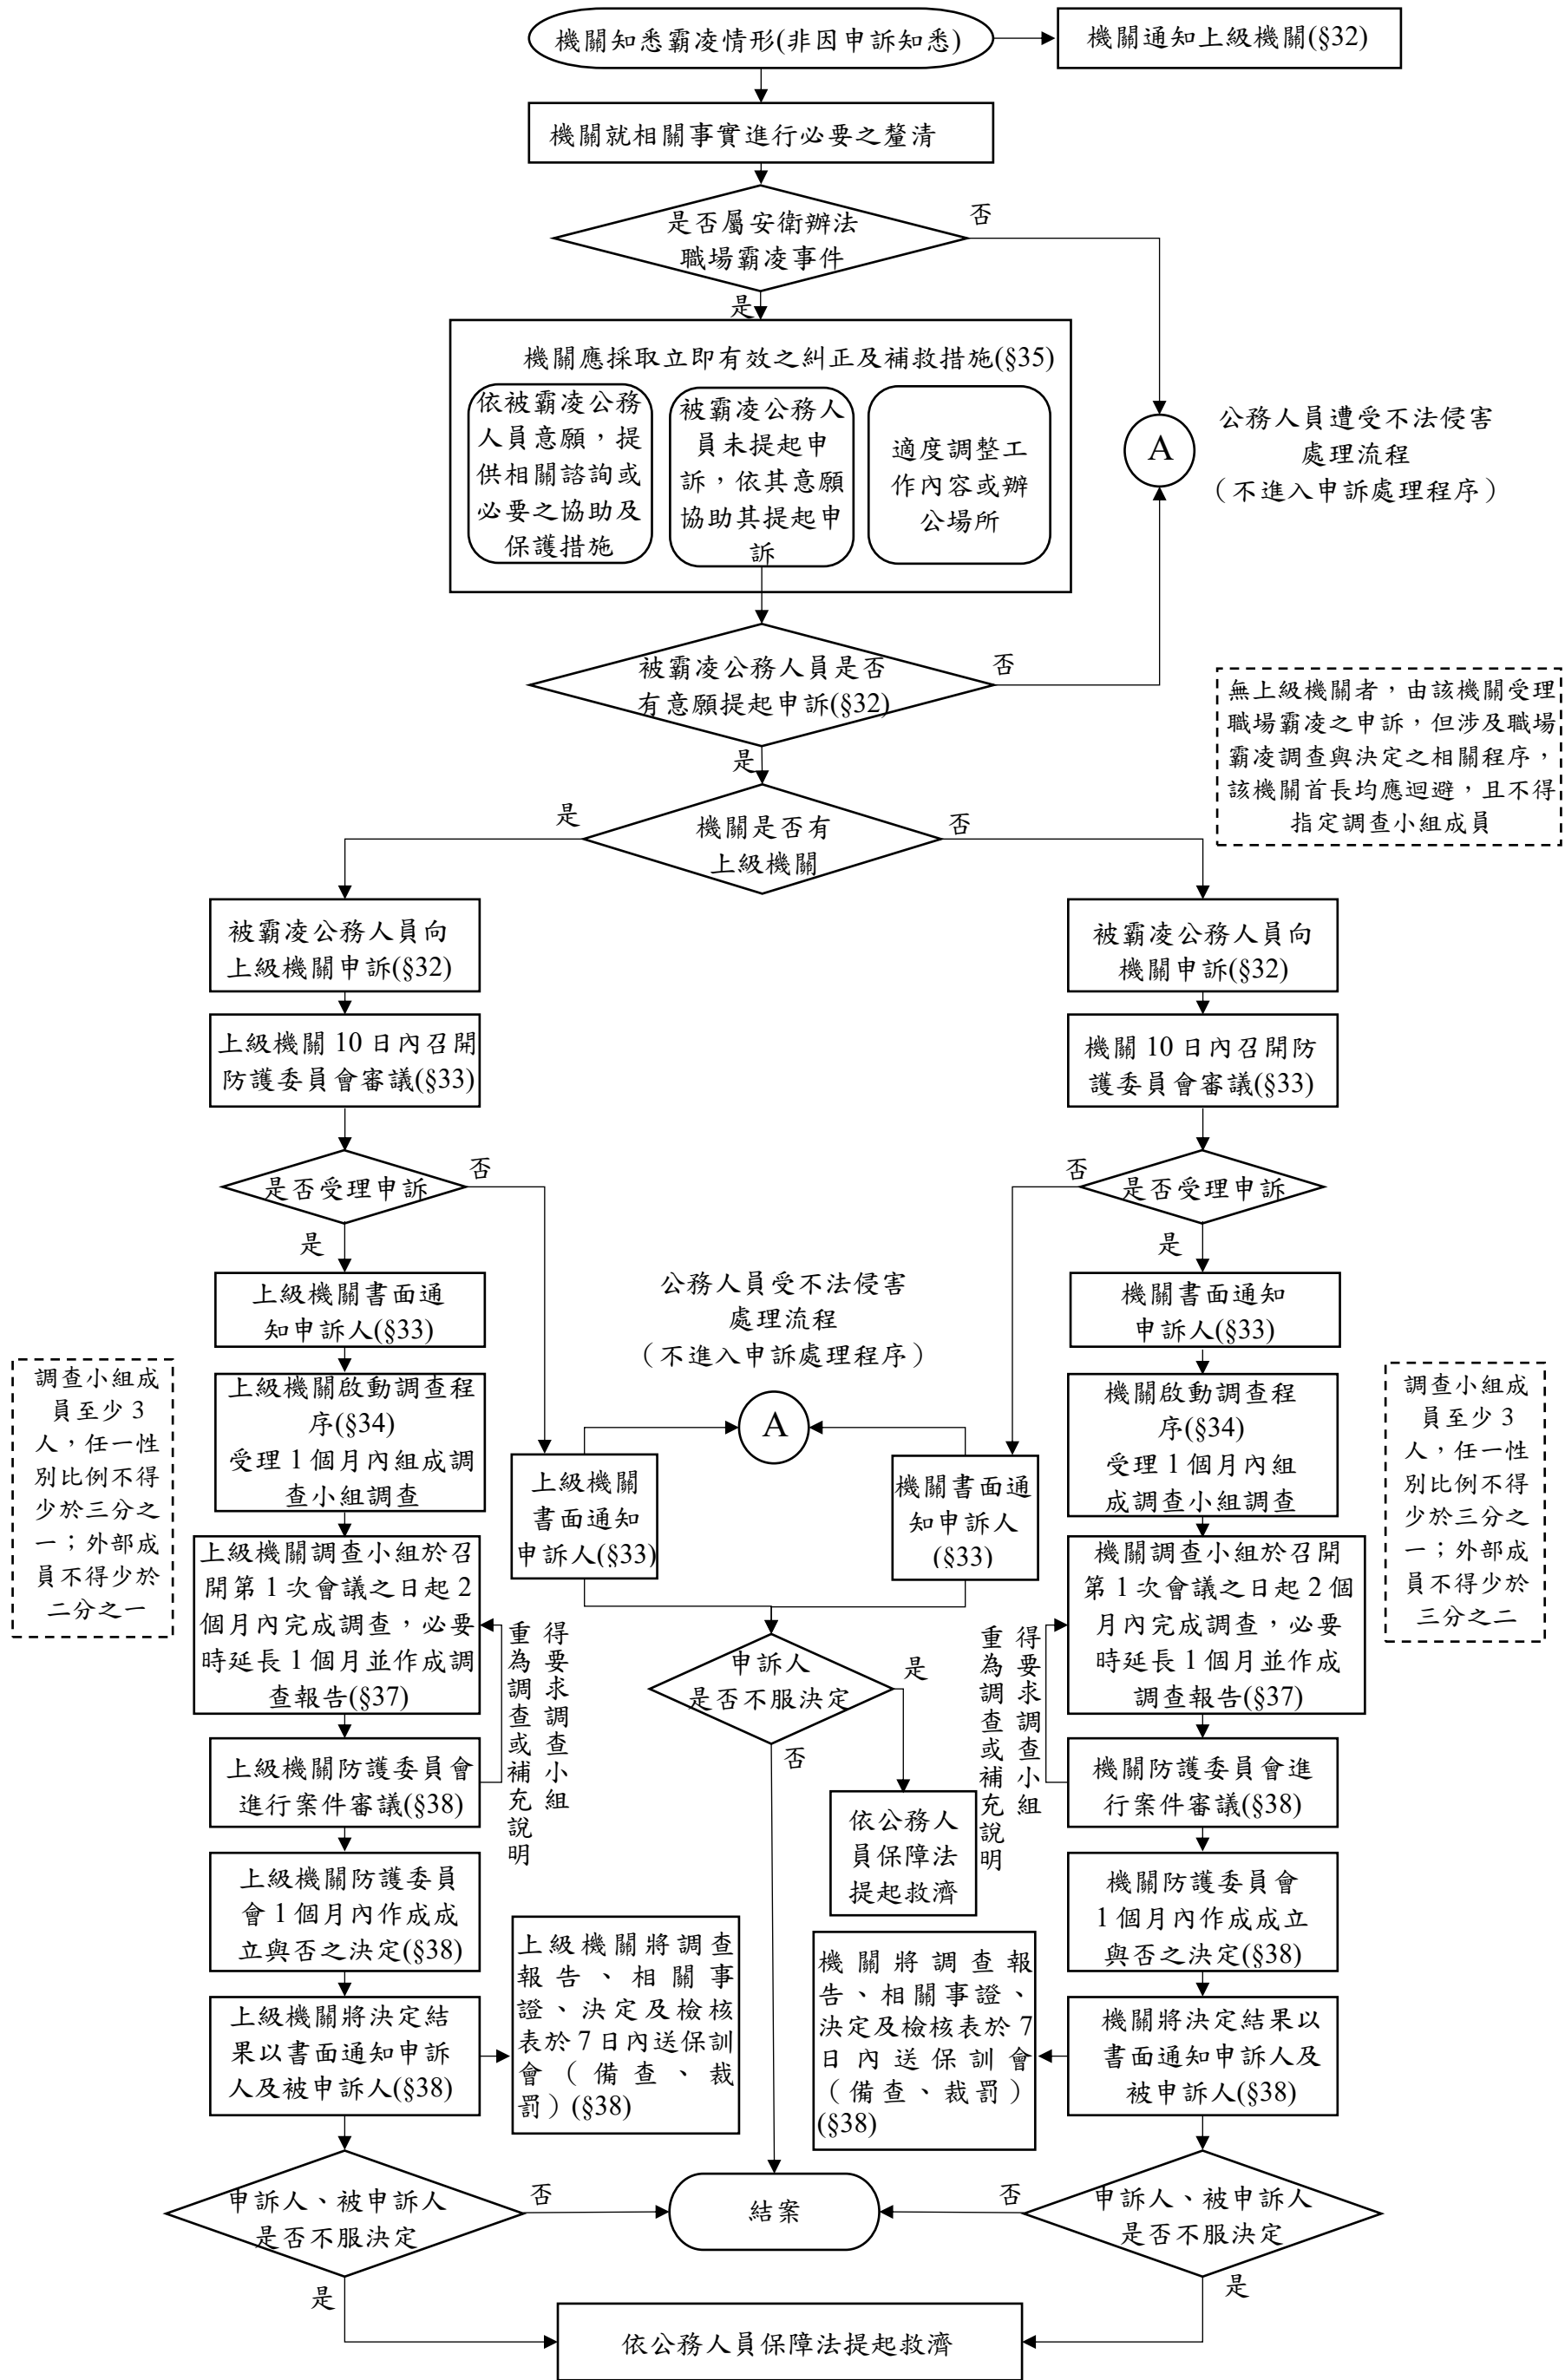 機關知悉霸凌情形(非因申訴知悉)
機關通知上級機關(§32)
機關就相關事實進行必要之釐清
是否屬安衛辦法
職場霸凌事件
否
是
機關應採取立即有效之糾正及補救措施(§35)
依被霸凌公務
人員意願，提
供相關諮詢或
必要之協助及
保護措施
被霸凌公務人
員未提起申
訴，依其意願
協助其提起申
訴
適度調整工
作內容或辦
公場所
A
公務人員遭受不法侵害
處理流程
（不進入申訴處理程序）
被霸凌公務人員是否
有意願提起申訴(§32)
否
是
無上級機關者，由該機關受理
職場霸凌之申訴，但涉及職場
霸凌調查與決定之相關程序，
該機關首長均應迴避，且不得
指定調查小組成員
機關是否有
上級機關
是
否
被霸凌公務人員向
上級機關申訴(§32)
上級機關 10 日內召開
防護委員會審議(§33)
是否受理申訴
否
是
上級機關書面通
知申訴人(§33)
上級機關啟動調查程
序(§34)
受理 1 個月內組成調
查小組調查
調查小組成
員至少 3
人，任一性
別比例不得
少於三分之
一；外部成
員不得少於
二分之一
上級機關調查小組於召
開第 1 次會議之日起 2
個月內完成調查，必要
時延長 1 個月並作成調
查報告(§37)
得要求調查小組
重為調查或補充說明
上級機關防護委員會
進行案件審議(§38)
上級機關防護委員
會 1 個月內作成成
立與否之決定(§38)
上級機關將決定結
果以書面通知申訴
人及被申訴人(§38)
上級機關將調查
報告、相關事
證、決定及檢核
表於 7 日內送保訓
會（備查、裁
罰）(§38)
申訴人、被申訴人
是否不服決定
否
是
公務人員受不法侵害
處理流程
（不進入申訴處理程序）
A
上級機關
書面通知
申訴人(§33)
機關書面通
知申訴人
(§33)
申訴人
是否不服決定
是
否
依公務人
員保障法
提起救濟
被霸凌公務人員向
機關申訴(§32)
機關 10 日內召開防
護委員會審議(§33)
是否受理申訴
否
是
機關書面通知
申訴人(§33)
機關啟動調查程
序(§34)
受理 1 個月內組
成調查小組調查
調查小組成
員至少 3
人，任一性
別比例不得
少於三分之
一；外部成
員不得少於
三分之二
機關調查小組於召開
第 1 次會議之日起 2 個
月內完成調查，必要
時延長 1 個月並作成
調查報告(§37)
得要求調查小組
重為調查或補充說明
機關防護委員會進
行案件審議(§38)
機關防護委員會
1 個月內作成成立
與否之決定(§38)
機關將決定結果以
書面通知申訴人及
被申訴人(§38)
機關將調查報
告、相關事證、
決定及檢核表於 7
日內送保訓會
（備查、裁罰）
(§38)
申訴人、被申訴人
是否不服決定
否
是
結案
依公務人員保障法提起救濟